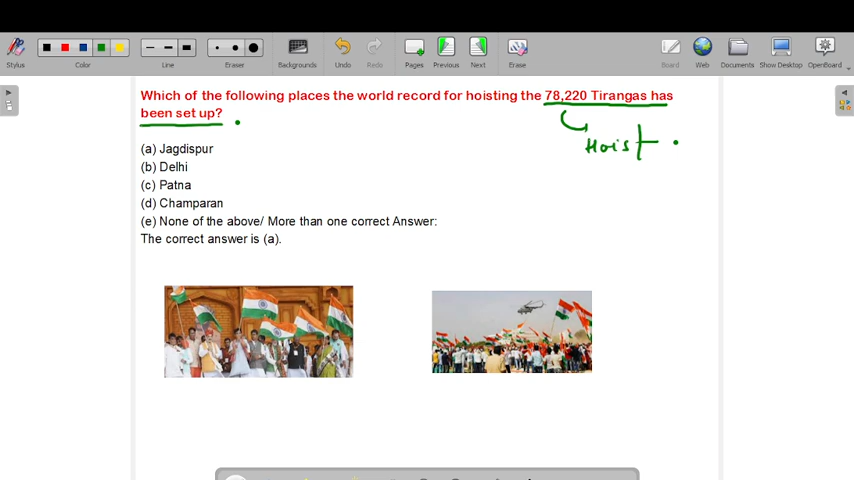 Stylus
Color
Line
Eraser
Backgrounds
Undo
Redo
Pages
Previous
Next
Erase
Board
Web
Documents
Show Desktop
OpenBoard
Which of the following places the world record for hoisting the 78,220 Tirangas has
been set up?
Hoist
(a) Jagdispur
(b) Delhi
(c) Patna
(d) Champaran
(e) None of the above/ More than one correct Answer:
The correct answer is (a).